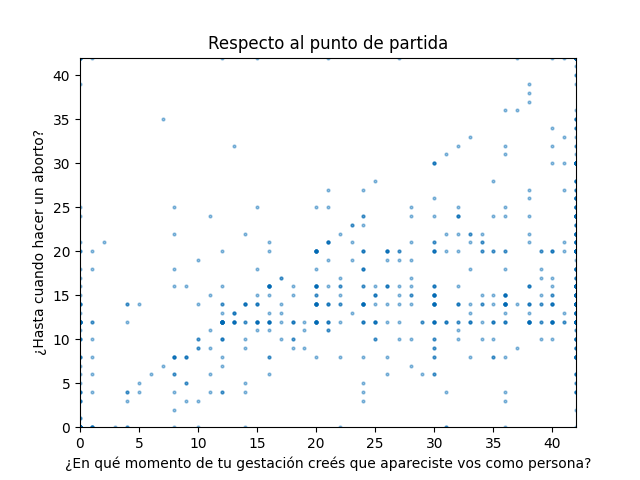 Respecto al punto de partida
¿Hasta cuando hacer un aborto?
40
35
30
25
20
15
10
5
0
0 5 10 15 20 25 30 35 40
¿En qué momento de tu gestación creés que apareciste vos como persona?